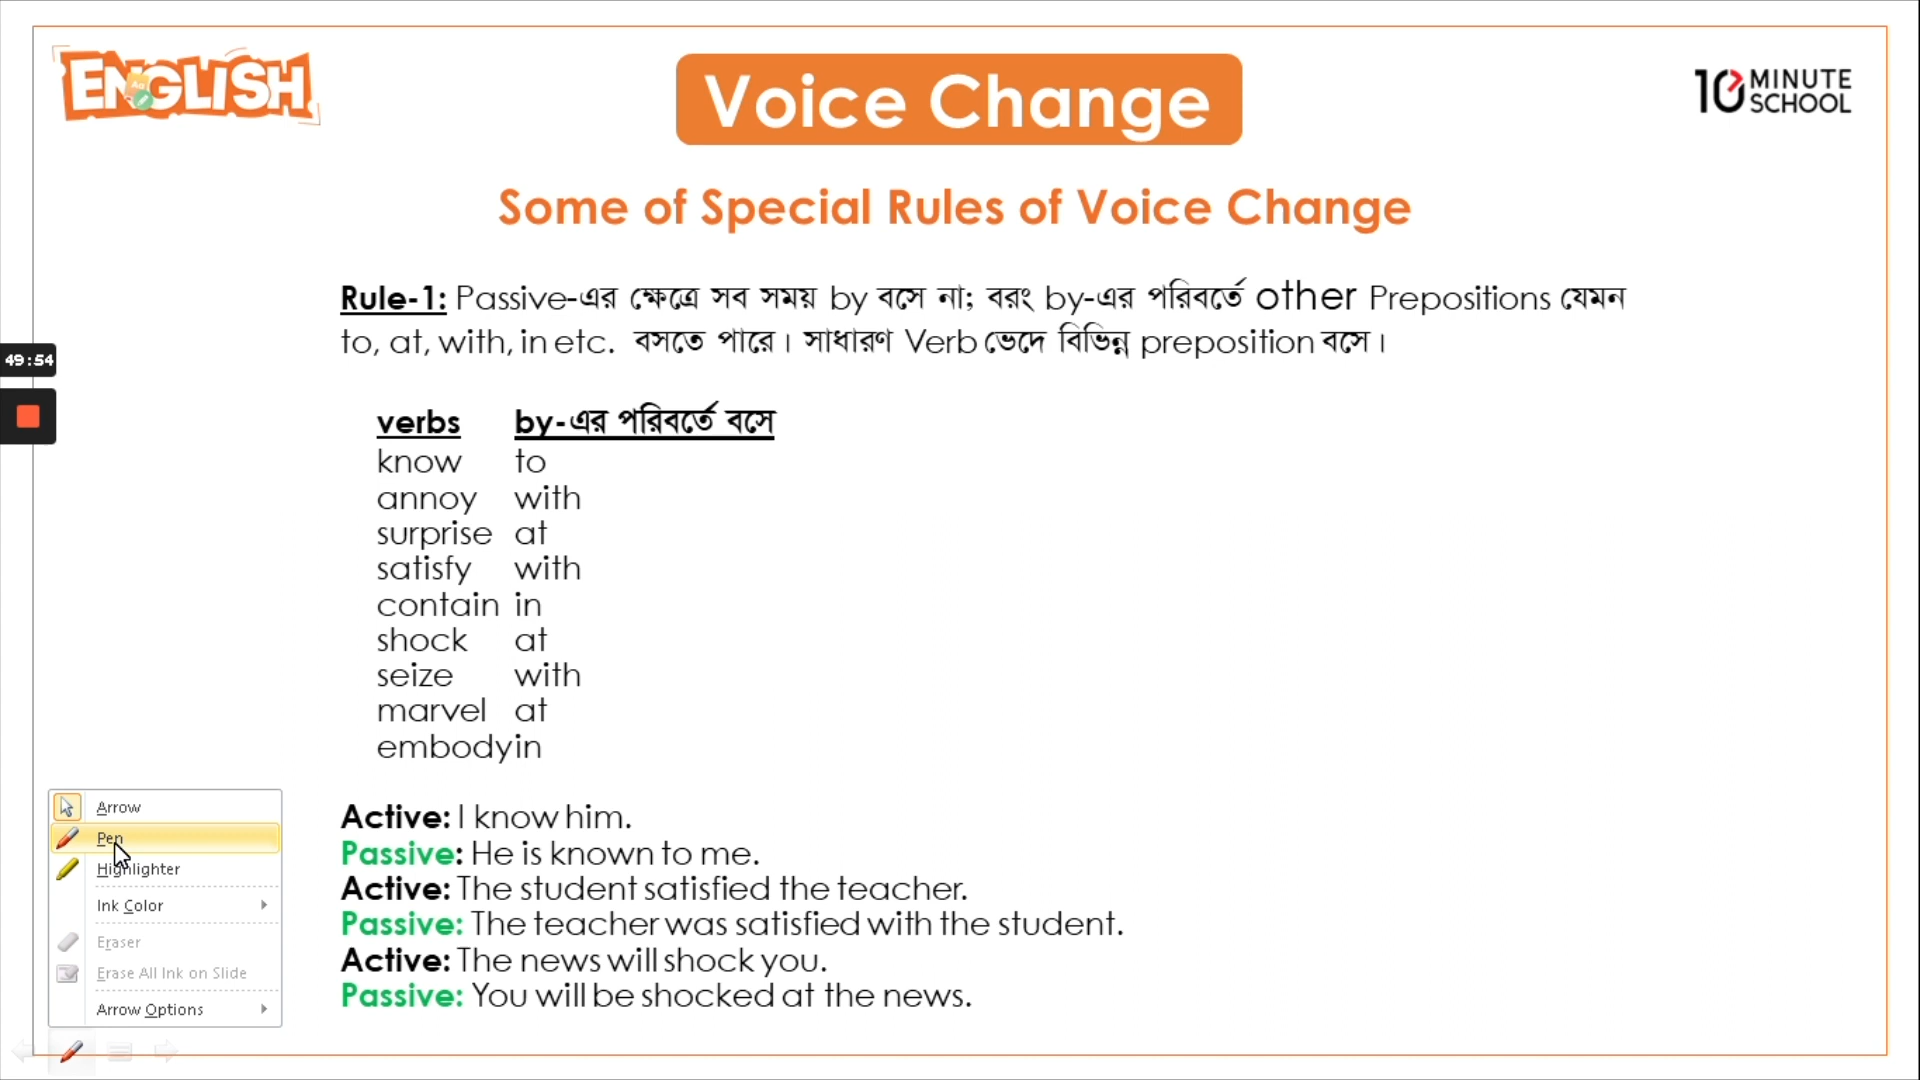 ENGLISH
Voice Change
10 MINUTE SCHOOL
Some of Special Rules of Voice Change
Rule-1: Passive-এর ক্ষেত্রে সব সময় by বসে না; বরং by-এর পরিবর্তে other Prepositions যেমন
to, at, with, in etc. বসতে পারে। সাধারণ Verb ভেদে বিভিন্ন preposition বসে।
49:54
verbs by-এর পরিবর্তে বসে
know to
annoy with
surprise at
satisfy with
contain in
shock at
seize with
marvel at
embody in
Active: I know him.
Passive: He is known to me.
Active: The student satisfied the teacher.
Passive: The teacher was satisfied with the student.
Active: The news will shock you.
Passive: You will be shocked at the news.
Arrow
Pen
Highlighter
Ink Color
Eraser
Erase All Ink on Slide
Arrow Options